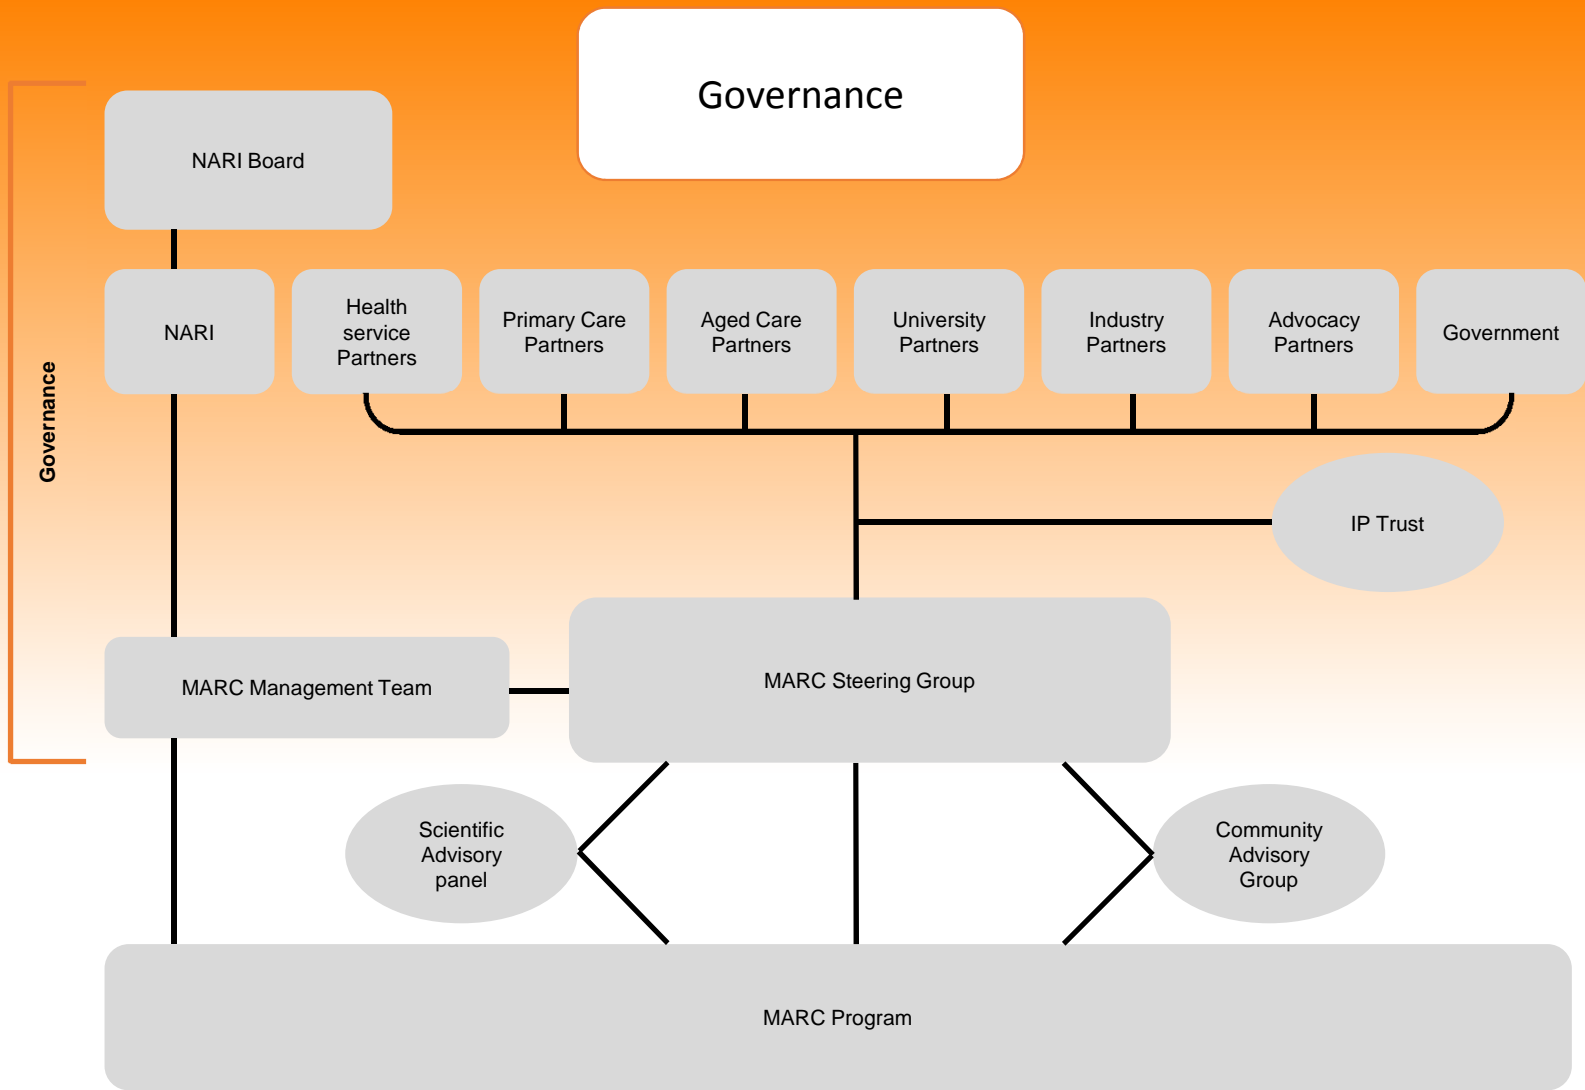 Governance
NARI Board
NARI
Health
service
Partners
Primary Care
Partners
Aged Care
Partners
University
Partners
Industry
Partners
Advocacy
Partners
Government
Governance
IP Trust
MARC Management Team
MARC Steering Group
Scientific
Advisory
panel
Community
Advisory
Group
MARC Program